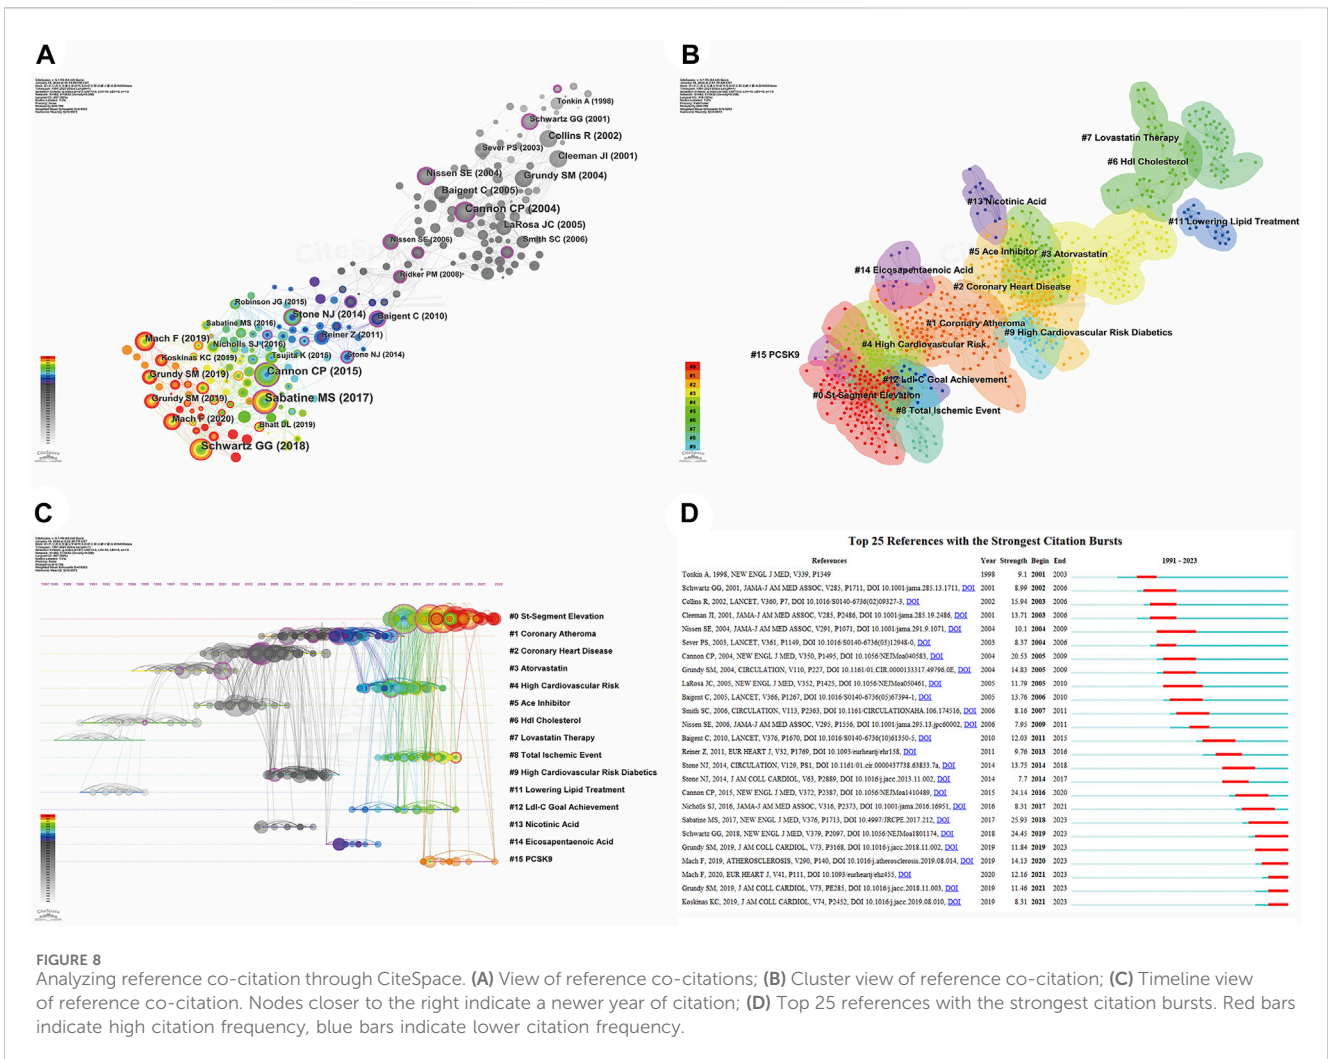 A
Tonkin A (1998)
Schwartz GG (2001)
Collins R (2002)
Sever PS (2003)
Cleeman JI (2001)
Nissen SE (2004)
Grundy SM (2004)
Baigent C (2005)
Cannon CP (2004)
LaRosa JC (2005)
Nissen SE (2006)
Smith SC (2006)
Ridker PM (2008)
Robinson JG (2015)
Stone NJ (2014)
Baigent C (2010)
Sabatine MS (2016)
Mach F (2019)
Nicholls SJ (2016)
Reiner Z (2011)
Koskinas KC (2019)
Tsujita K (2015)
Stone NJ (2014)
Grundy SM (2019)
Cannon CP (2015)
Grundy SM (2019)
Sabatine MS (2017)
Mach F (2020)
Bhatt DL (2019)
Schwartz GG (2018)
CiteSpace
B
#7 Lovastatin Therapy
#6 Hdl Cholesterol
#13 Nicotinic Acid
#11 Lowering Lipid Treatment
#5 Ace Inhibitor
#3 Atorvastatin
#14 Eicosapentaenoic Acid
#2 Coronary Heart Disease
#1 Coronary Atheroma
#9 High Cardiovascular Risk Diabetics
#4 High Cardiovascular Risk
#15 PCSK9
#12 Ldl-C Goal Achievement
#0 St-Segment Elevation
#8 Total Ischemic Event
#0
#1
#2
#3
#4
#5
#6
#7
#8
#9
CiteSpace
C
#0 St-Segment Elevation
#1 Coronary Atheroma
#2 Coronary Heart Disease
#3 Atorvastatin
#4 High Cardiovascular Risk
#5 Ace Inhibitor
#6 Hdl Cholesterol
#7 Lovastatin Therapy
#8 Total Ischemic Event
#9 High Cardiovascular Risk Diabetics
#11 Lowering Lipid Treatment
#12 Ldl-C Goal Achievement
#13 Nicotinic Acid
#14 Eicosapentaenoic Acid
#15 PCSK9
CiteSpace
D
Top 25 References with the Strongest Citation Bursts
References Year Strength Begin End 1991 - 2023
Tonkin A, 1998, NEW ENGL J MED, V339, P1349 1998 9.1 2001 2003
Schwartz GG, 2001, JAMA-J AM MED ASSOC, V285, P1711, DOI 10.1001/jama.285.13.1711, DOI 2001 8.99 2002 2006
Collins R, 2002, LANCET, V360, P7, DOI 10.1016/S0140-6736(02)09327-3, DOI 2002 15.94 2003 2006
Cleeman JI, 2001, JAMA-J AM MED ASSOC, V285, P2486, DOI 10.1001/jama.285.19.2486, DOI 2001 13.71 2003 2006
Nissen SE, 2004, JAMA-J AM MED ASSOC, V291, P1071, DOI 10.1001/jama.291.9.1071, DOI 2004 10.1 2004 2009
Sever PS, 2003, LANCET, V361, P1149, DOI 10.1016/S0140-6736(03)12948-0, DOI 2003 8.37 2004 2006
Cannon CP, 2004, NEW ENGL J MED, V350, P1495, DOI 10.1056/NEJMoa040583, DOI 2004 20.53 2005 2009
Grundy SM, 2004, CIRCULATION, V110, P227, DOI 10.1161/01.CIR.0000133317.49796.0E, DOI 2004 14.83 2005 2009
LaRosa JC, 2005, NEW ENGL J MED, V352, P1425, DOI 10.1056/NEJMoa050461, DOI 2005 11.79 2005 2010
Baigent C, 2005, LANCET, V366, P1267, DOI 10.1016/S0140-6736(05)67394-1, DOI 2005 13.76 2006 2010
Smith SC, 2006, CIRCULATION, V113, P2363, DOI 10.1161/CIRCULATIONAHA.106.174516, DOI 2006 8.16 2007 2011
Nissen SE, 2006, JAMA-J AM MED ASSOC, V295, P1556, DOI 10.1001/jama.295.13.jpc60002, DOI 2006 7.95 2009 2011
Baigent C, 2010, LANCET, V376, P1670, DOI 10.1016/S0140-6736(10)61350-5, DOI 2010 12.03 2011 2015
Reiner Z, 2011, EUR HEART J, V32, P1769, DOI 10.1093/eurheartj/ehr158, DOI 2011 9.76 2013 2016
Stone NJ, 2014, CIRCULATION, V129, PS1, DOI 10.1161/01.cir.0000437738.63853.7a, DOI 2014 13.75 2014 2018
Stone NJ, 2014, J AM COLL CARDIOL, V63, P2889, DOI 10.1016/j.jacc.2013.11.002, DOI 2014 7.7 2014 2017
Cannon CP, 2015, NEW ENGL J MED, V372, P2387, DOI 10.1056/NEJMoa1410489, DOI 2015 24.14 2016 2020
Nicholls SJ, 2016, JAMA-J AM MED ASSOC, V316, P2373, DOI 10.1001/jama.2016.16951, DOI 2016 8.31 2017 2021
Sabatine MS, 2017, NEW ENGL J MED, V376, P1713, DOI 10.4997/JRCPE.2017.212, DOI 2017 25.93 2018 2023
Schwartz GG, 2018, NEW ENGL J MED, V379, P2097, DOI 10.1056/NEJMoa1801174, DOI 2018 24.45 2019 2023
Grundy SM, 2019, J AM COLL CARDIOL, V73, P3168, DOI 10.1016/j.jacc.2018.11.002, DOI 2019 11.84 2019 2023
Mach F, 2019, ATHEROSCLEROSIS, V290, P140, DOI 10.1016/j.atherosclerosis.2019.08.014, DOI 2019 14.13 2020 2023
Mach F, 2020, EUR HEART J, V41, P111, DOI 10.1093/eurheartj/ehz455, DOI 2020 12.16 2021 2023
Grundy SM, 2019, J AM COLL CARDIOL, V73, PE285, DOI 10.1016/j.jacc.2018.11.003, DOI 2019 11.46 2021 2023
Koskinas KC, 2019, J AM COLL CARDIOL, V74, P2452, DOI 10.1016/j.jacc.2019.08.010, DOI 2019 8.31 2021 2023
FIGURE 8
Analyzing reference co-citation through CiteSpace. (A) View of reference co-citations; (B) Cluster view of reference co-citation; (C) Timeline view
of reference co-citation. Nodes closer to the right indicate a newer year of citation; (D) Top 25 references with the strongest citation bursts. Red bars
indicate high citation frequency, blue bars indicate lower citation frequency.